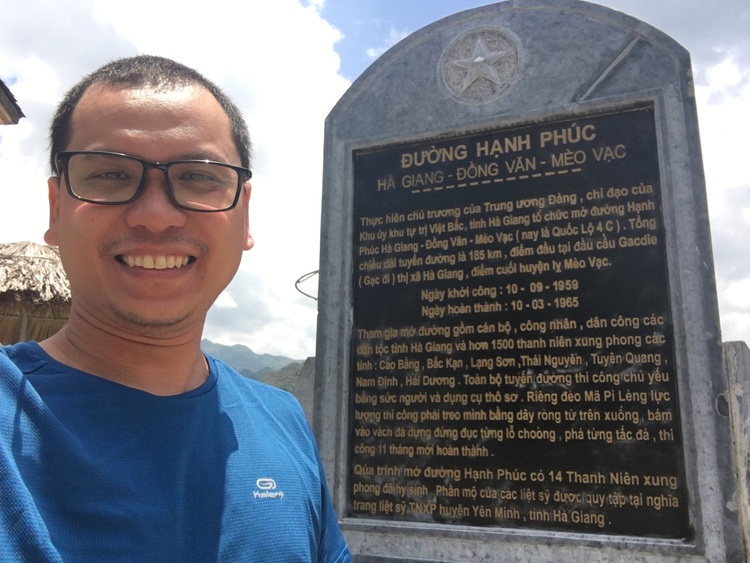 ĐƯỜNG HẠNH PHÚC
HÀ GIANG - ĐỒNG VĂN - MÈO VẠC
Thực hiện chủ trương của Trung ương Đảng , chỉ đạo của
Khu ủy khu tự trị Việt Bắc, tỉnh Hà Giang tổ chức mở đường Hạnh
Phúc Hà Giang - Đồng Văn - Mèo Vạc ( nay là Quốc Lộ 4 C ) . Tổng
chiều dài tuyến đường là 185 km , điểm đầu tại đầu cầu Gacdle
( Gạc đì ) thị xã Hà Giang , điểm cuối huyện lỵ Mèo Vạc.
Ngày khởi công : 10 - 09 - 1959
Ngày hoàn thành : 10 - 03 - 1965
Tham gia mở đường gồm cán bộ , công nhân , dân công các
dân tộc tỉnh Hà Giang và hơn 1500 thanh niên xung phong các
tỉnh : Cao Bằng , Bắc Kạn , Lạng Sơn ,Thái Nguyên , Tuyên Quang ,
Nam Định , Hải Dương . Toàn bộ tuyến đường thi công chủ yếu
bằng sức người và dụng cụ thô sơ . Riêng đèo Mã Pì Lèng lực
lượng thi công phải treo mình bằng dây ròng từ trên xuống , bám
vào vách đá dựng đứng đục từng lỗ choòng , phá từng tấc đá , thi
công 11 tháng mới hoàn thành .
Qúa trình mở đường Hạnh Phúc có 14 Thanh Niên xung
phong đã hy sinh . Phần mộ của các liệt sỹ được quy tập tại nghĩa
trang liệt sỹ TNXP huyện Yên Minh , tỉnh Hà Giang .
Kalenji